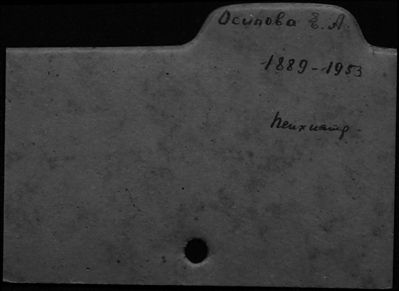 Осипова Е. А.
1889-1953
психиатр.